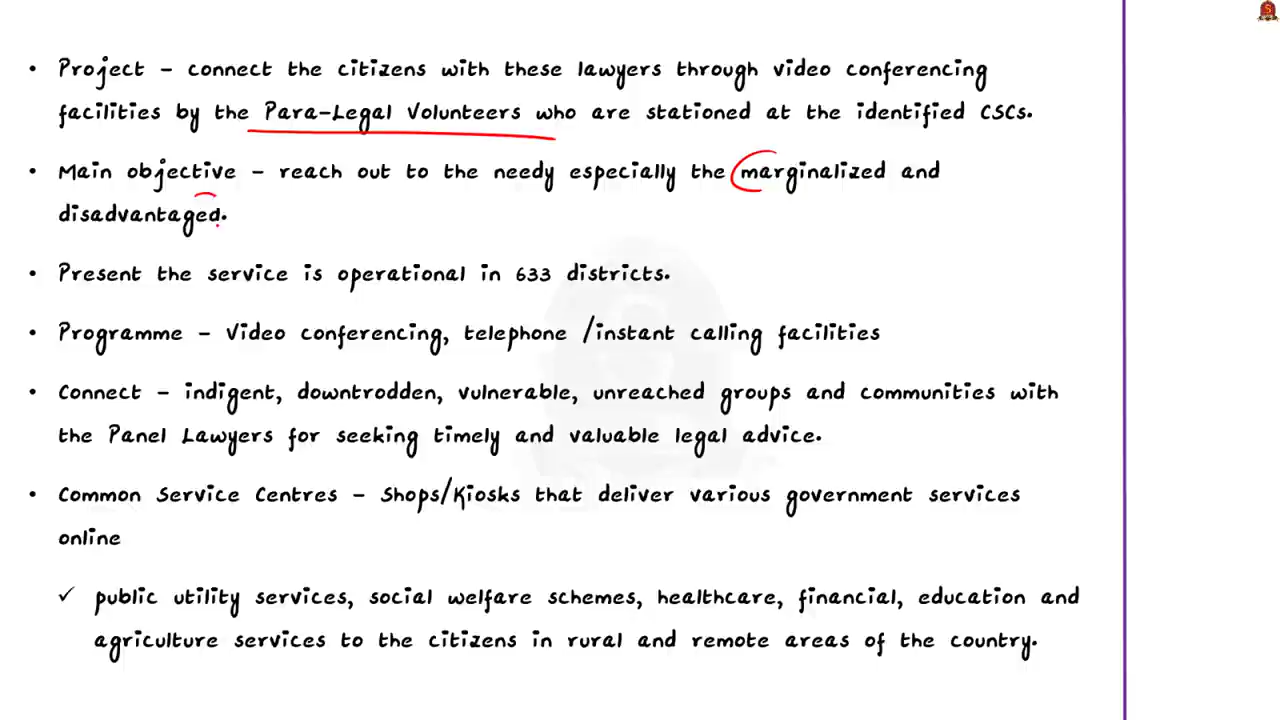 • Project – connect the citizens with these lawyers through video conferencing
facilities by the Para-Legal Volunteers who are stationed at the identified CSCs.
• Main objective – reach out to the needy especially the marginalized and
disadvantaged.
• Present the service is operational in 633 districts.
• Programme – Video conferencing, telephone /instant calling facilities
• Connect – indigent, downtrodden, vulnerable, unreached groups and communities with
the Panel Lawyers for seeking timely and valuable legal advice.
• Common Service Centres – Shops/Kiosks that deliver various government services
online
✓ public utility services, social welfare schemes, healthcare, financial, education and
agriculture services to the citizens in rural and remote areas of the country.